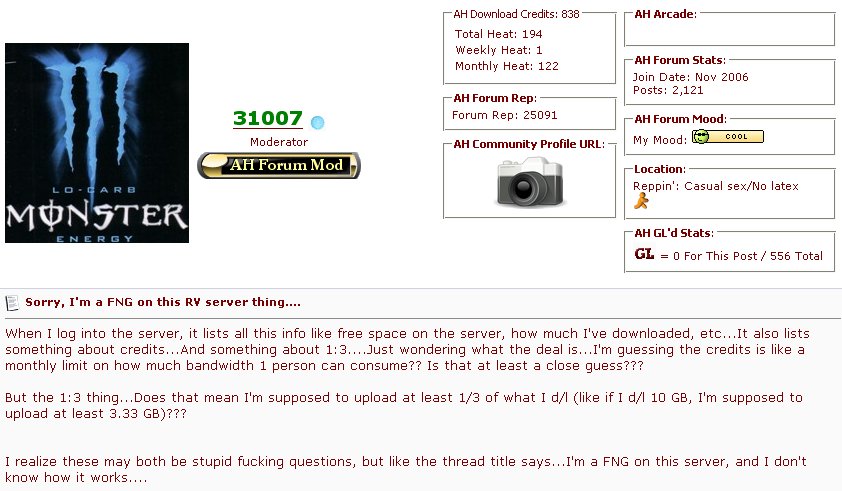 LO-CARB
MONSTER
ENERGY
31007
Moderator
AH Forum Mod
AH Download Credits: 838
Total Heat: 194
Weekly Heat: 1
Monthly Heat: 122
AH Forum Rep:
Forum Rep: 25091
AH Community Profile URL:
AH Arcade:
AH Forum Stats:
Join Date: Nov 2006
Posts: 2,121
AH Forum Mood:
My Mood: COOL
Location:
Reppin': Casual sex/No latex
AH GL'd Stats:
GL = 0 For This Post / 556 Total
Sorry, I'm a FNG on this RV server thing....
When I log into the server, it lists all this info like free space on the server, how much I've downloaded, etc...It also lists
something about credits...And something about 1:3....Just wondering what the deal is...I'm guessing the credits is like a
monthly limit on how much bandwidth 1 person can consume?? Is that at least a close guess???
But the 1:3 thing...Does that mean I'm supposed to upload at least 1/3 of what I d/l (like if I d/l 10 GB, I'm supposed to
upload at least 3.33 GB)???
I realize these may both be stupid fucking questions, but like the thread title says...I'm a FNG on this server, and I don't
know how it works....